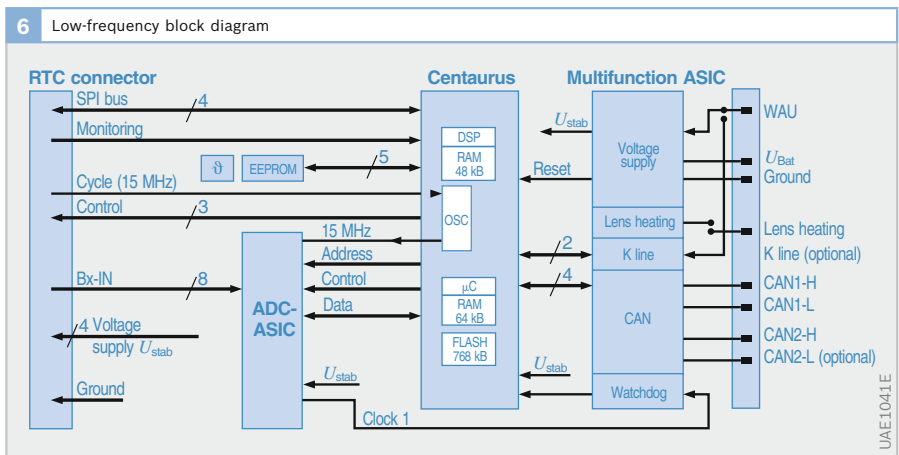 6 Low-frequency block diagram
RTC connector
Centaurus
Multifunction ASIC
SPI bus
4
Monitoring
ϑ
EEPROM
5
Cycle (15 MHz)
Control
3
Bx-IN
8
4 Voltage
supply Ustab
Ground
ADC-
ASIC
15 MHz
Address
Control
Data
Ustab
Clock 1
DSP
RAM
48 kB
OSC
µC
RAM
64 kB
FLASH
768 kB
Ustab
Reset
2
4
Ustab
Voltage
supply
Lens heating
K line
CAN
Watchdog
WAU
UBat
Ground
Lens heating
K line (optional)
CAN1-H
CAN1-L
CAN2-H
CAN2-L (optional)
UAE1041E